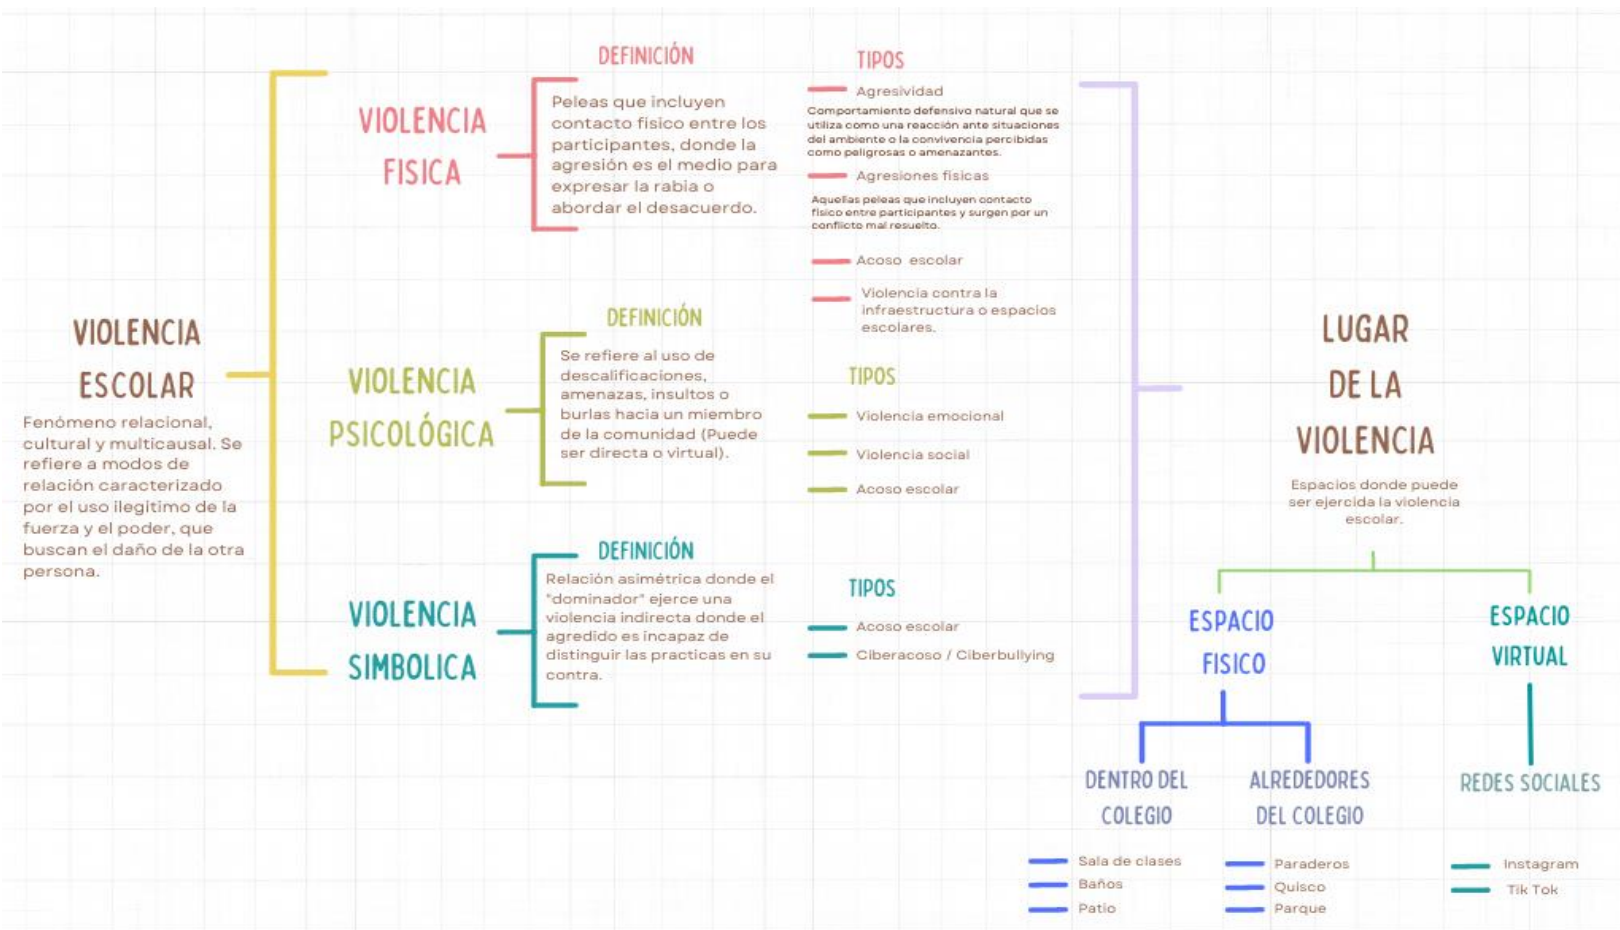 VIOLENCIA
ESCOLAR
Fenómeno relacional,
cultural y multicausal. Se
refiere a modos de
relación caracterizado
por el uso ilegitimo de la
fuerza y el poder, que
buscan el daño de la otra
persona.
VIOLENCIA
FISICA
DEFINICIÓN
Peleas que incluyen
contacto fisico entre los
participantes, donde la
agresión es el medio para
expresar la rabia o
abordar el desacuerdo.
TIPOS
Agresividad
Comportamiento defensivo natural que se
utiliza como una reacción ante situaciones
del ambiente o la convivencia percibidas
como peligrosas o amenazantes.
Agresiones fisicas
Aquellas peleas que incluyen contacto
fisico entre participantes y surgen por un
conflicto mal resuelto.
Acoso escolar
Violencia contra la
infraestructura o espacios
escolares.
VIOLENCIA
PSICOLÓGICA
DEFINICIÓN
Se refiere al uso de
descalificaciones,
amenazas, insultos o
burlas hacia un miembro
de la comunidad (Puede
ser directa o virtual).
TIPOS
Violencia emocional
Violencia social
Acoso escolar
VIOLENCIA
SIMBOLICA
DEFINICIÓN
Relación asimétrica donde el
"dominador" ejerce una
violencia indirecta donde el
agredido es incapaz de
distinguir las practicas en su
contra.
TIPOS
Acoso escolar
Ciberacoso / Ciberbullying
LUGAR
DE LA
VIOLENCIA
Espacios donde puede
ser ejercida la violencia
escolar.
ESPACIO
FISICO
DENTRO DEL
COLEGIO
Sala de clases
Baños
Patio
ALREDEDORES
DEL COLEGIO
Paraderos
Quisco
Parque
ESPACIO
VIRTUAL
REDES SOCIALES
Instagram
Tik Tok